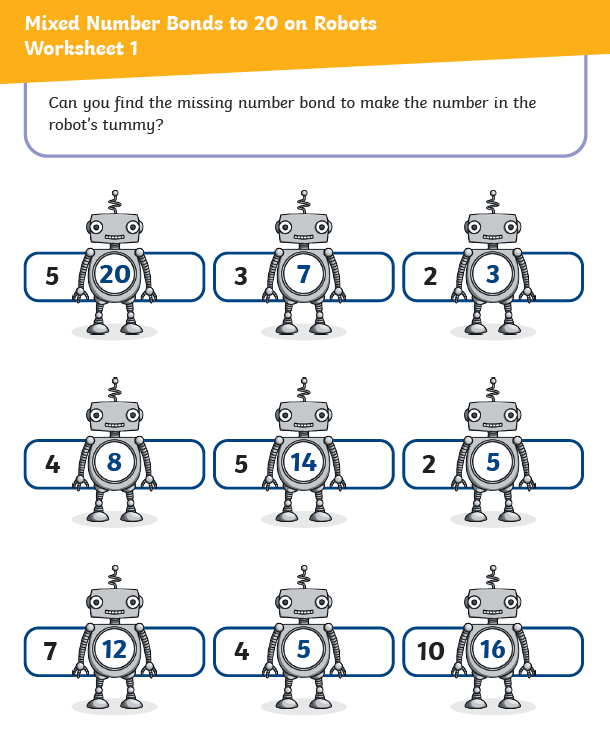 Mixed Number Bonds to 20 on Robots
Worksheet 1
Can you find the missing number bond to make the number in the
robot's tummy?
5 20 3 7 2 3
4 8 5 14 2 5
7 12 4 5 10 16